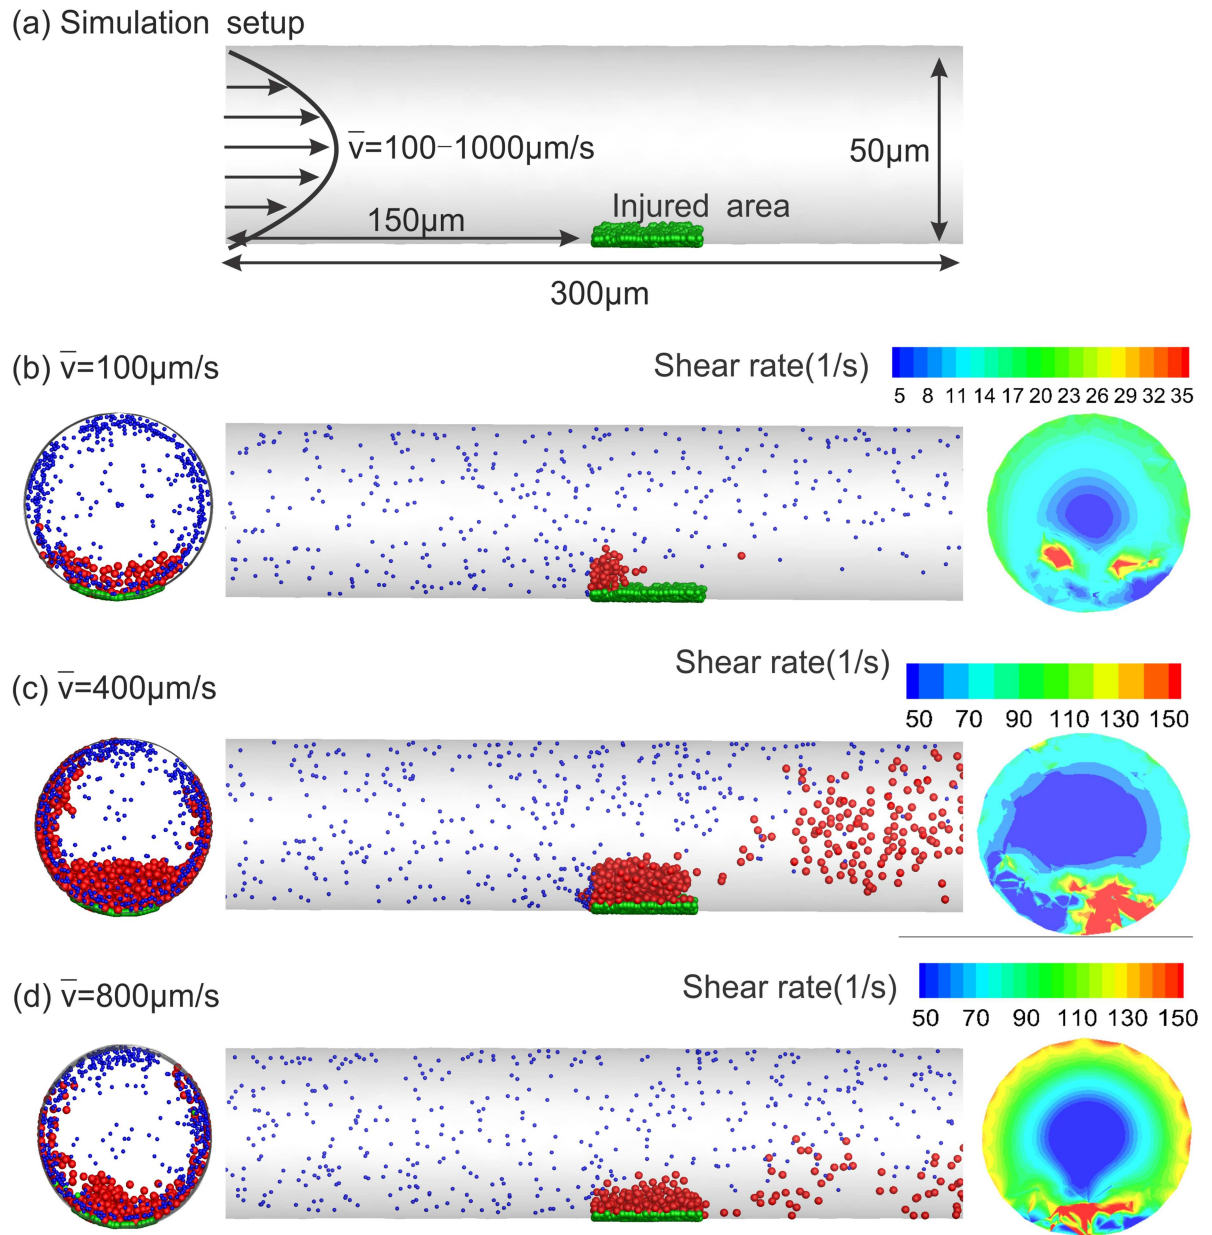 (a) Simulation setup
v̅=100–1000μm/s
50μm
Injured area
150μm
300μm
(b) v̅=100μm/s
Shear rate(1/s)
5 8 11 14 17 20 23 26 29 32 35
(c) v̅=400μm/s
Shear rate(1/s)
50 70 90 110 130 150
(d) v̅=800μm/s
Shear rate(1/s)
50 70 90 110 130 150